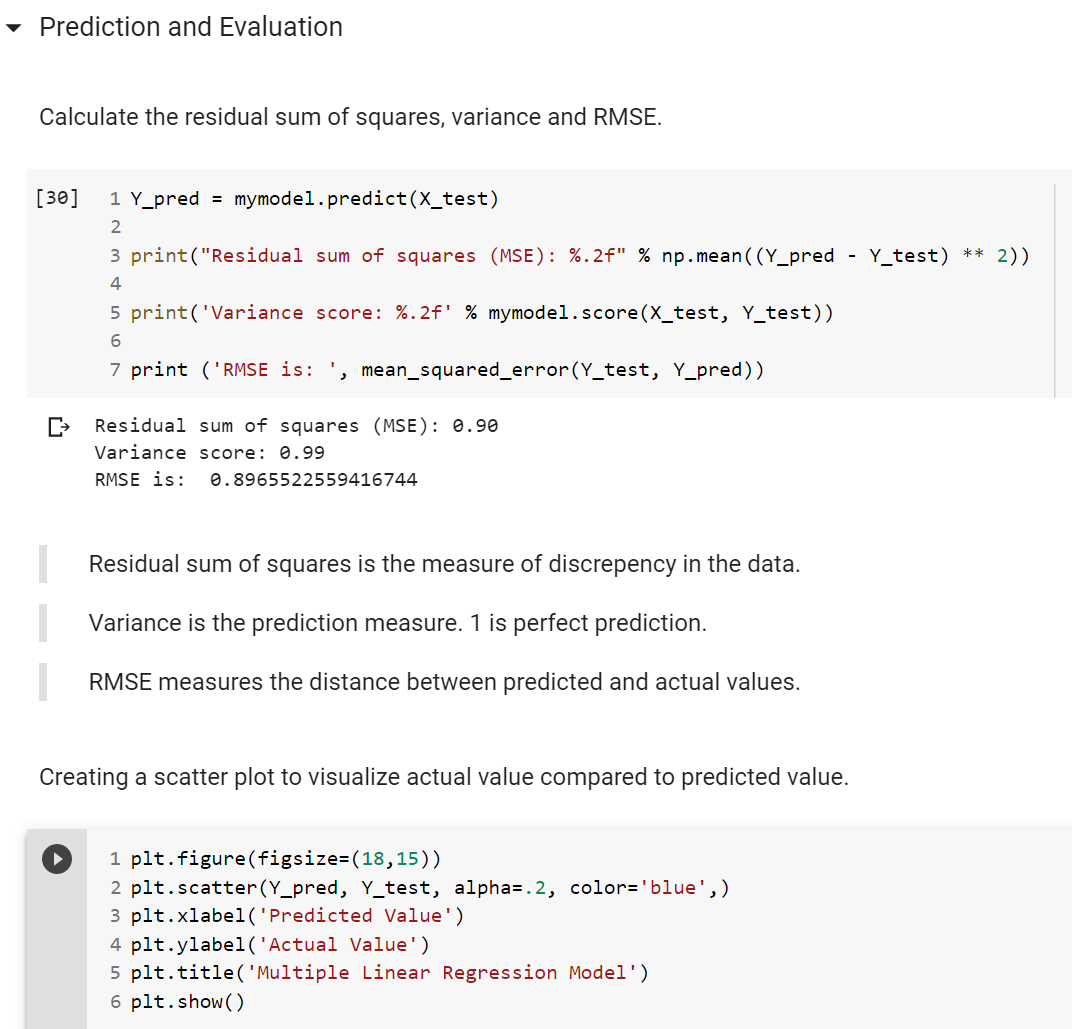 Prediction and Evaluation
Calculate the residual sum of squares, variance and RMSE.
[30]
1 Y_pred = mymodel.predict(X_test)
2
3 print("Residual sum of squares (MSE): %.2f" % np.mean((Y_pred - Y_test) ** 2))
4
5 print('Variance score: %.2f' % mymodel.score(X_test, Y_test))
6
7 print ('RMSE is: ', mean_squared_error(Y_test, Y_pred))
Residual sum of squares (MSE): 0.90
Variance score: 0.99
RMSE is:  0.8965522559416744
Residual sum of squares is the measure of discrepency in the data.
Variance is the prediction measure. 1 is perfect prediction.
RMSE measures the distance between predicted and actual values.
Creating a scatter plot to visualize actual value compared to predicted value.
1 plt.figure(figsize=(18,15))
2 plt.scatter(Y_pred, Y_test, alpha=.2, color='blue',)
3 plt.xlabel('Predicted Value')
4 plt.ylabel('Actual Value')
5 plt.title('Multiple Linear Regression Model')
6 plt.show()